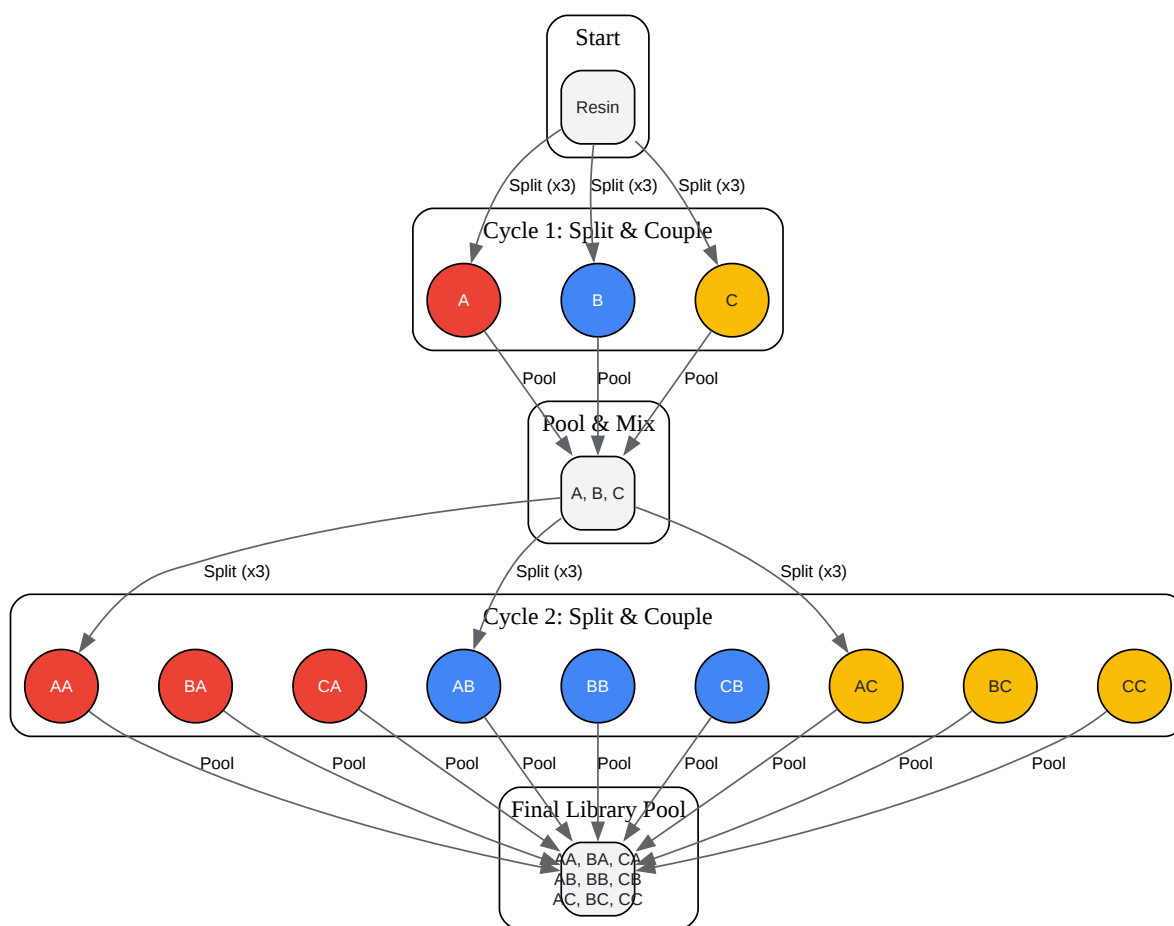 Start
Resin
Split (x3)
Split (x3)
Split (x3)
Cycle 1: Split & Couple
A
B
C
Pool
Pool
Pool
Pool & Mix
A, B, C
Split (x3)
Split (x3)
Split (x3)
Cycle 2: Split & Couple
AA
BA
CA
AB
BB
CB
AC
BC
CC
Pool
Pool
Pool
Pool
Pool
Pool
Pool
Pool
Pool
Final Library Pool
AA, BA, CA
AB, BB, CB
AC, BC, CC